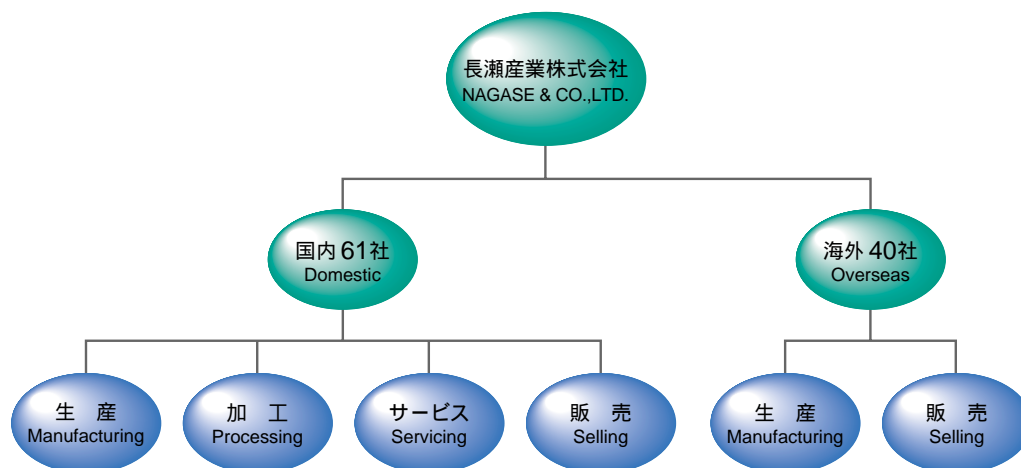 長瀬産業株式会社
NAGASE & CO.,LTD.
国内 61社
Domestic
海外 40社
Overseas
生 産
Manufacturing
加 工
Processing
サービス
Servicing
販 売
Selling
生 産
Manufacturing
販 売
Selling